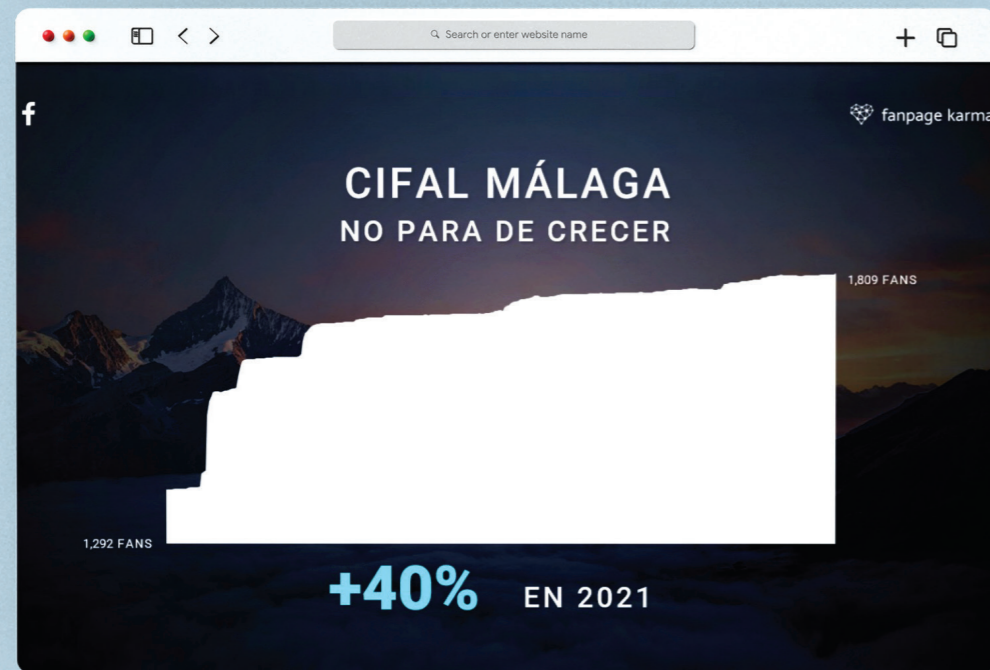 Search or enter website name
f
fanpage karma
CIFAL MÁLAGA
NO PARA DE CRECER
1,809 FANS
1,292 FANS
+40% EN 2021